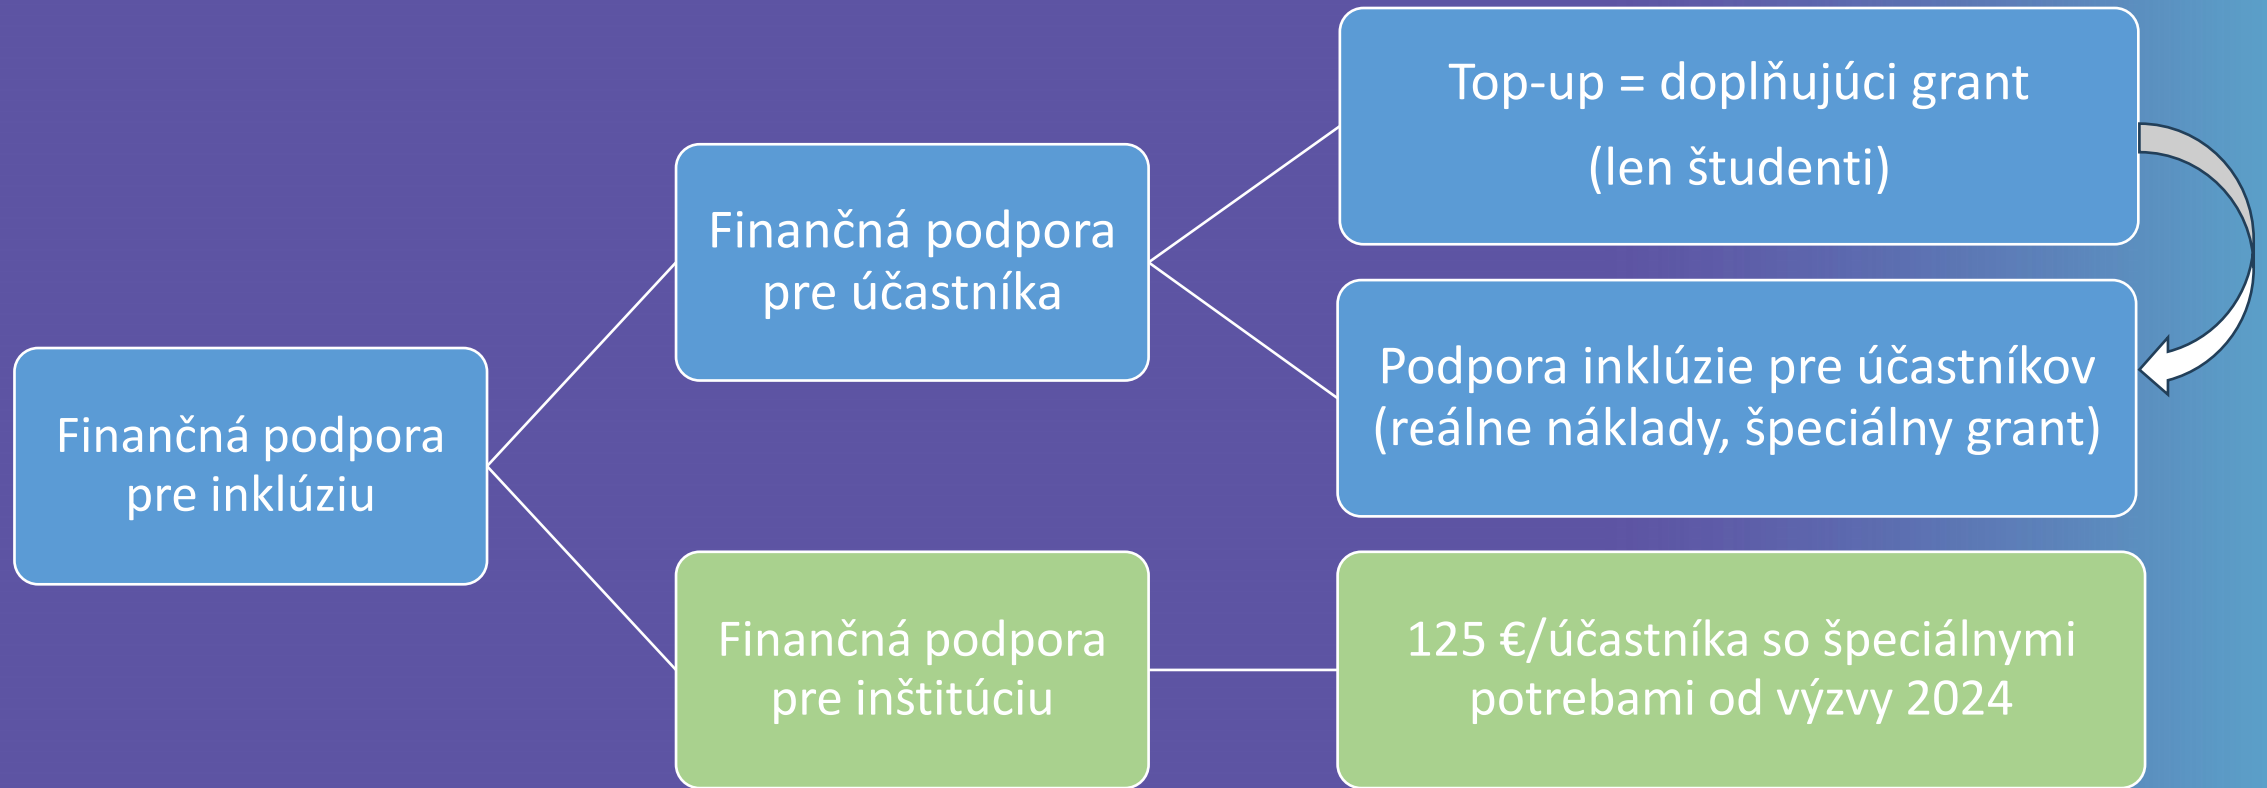 Finančná podpora
pre inklúziu
Finančná podpora
pre účastníka
Top-up = doplňujúci grant
(len študenti)
Podpora inklúzie pre účastníkov
(reálne náklady, špeciálny grant)
Finančná podpora
pre inštitúciu
125 €/účastníka so špeciálnymi
potrebami od výzvy 2024